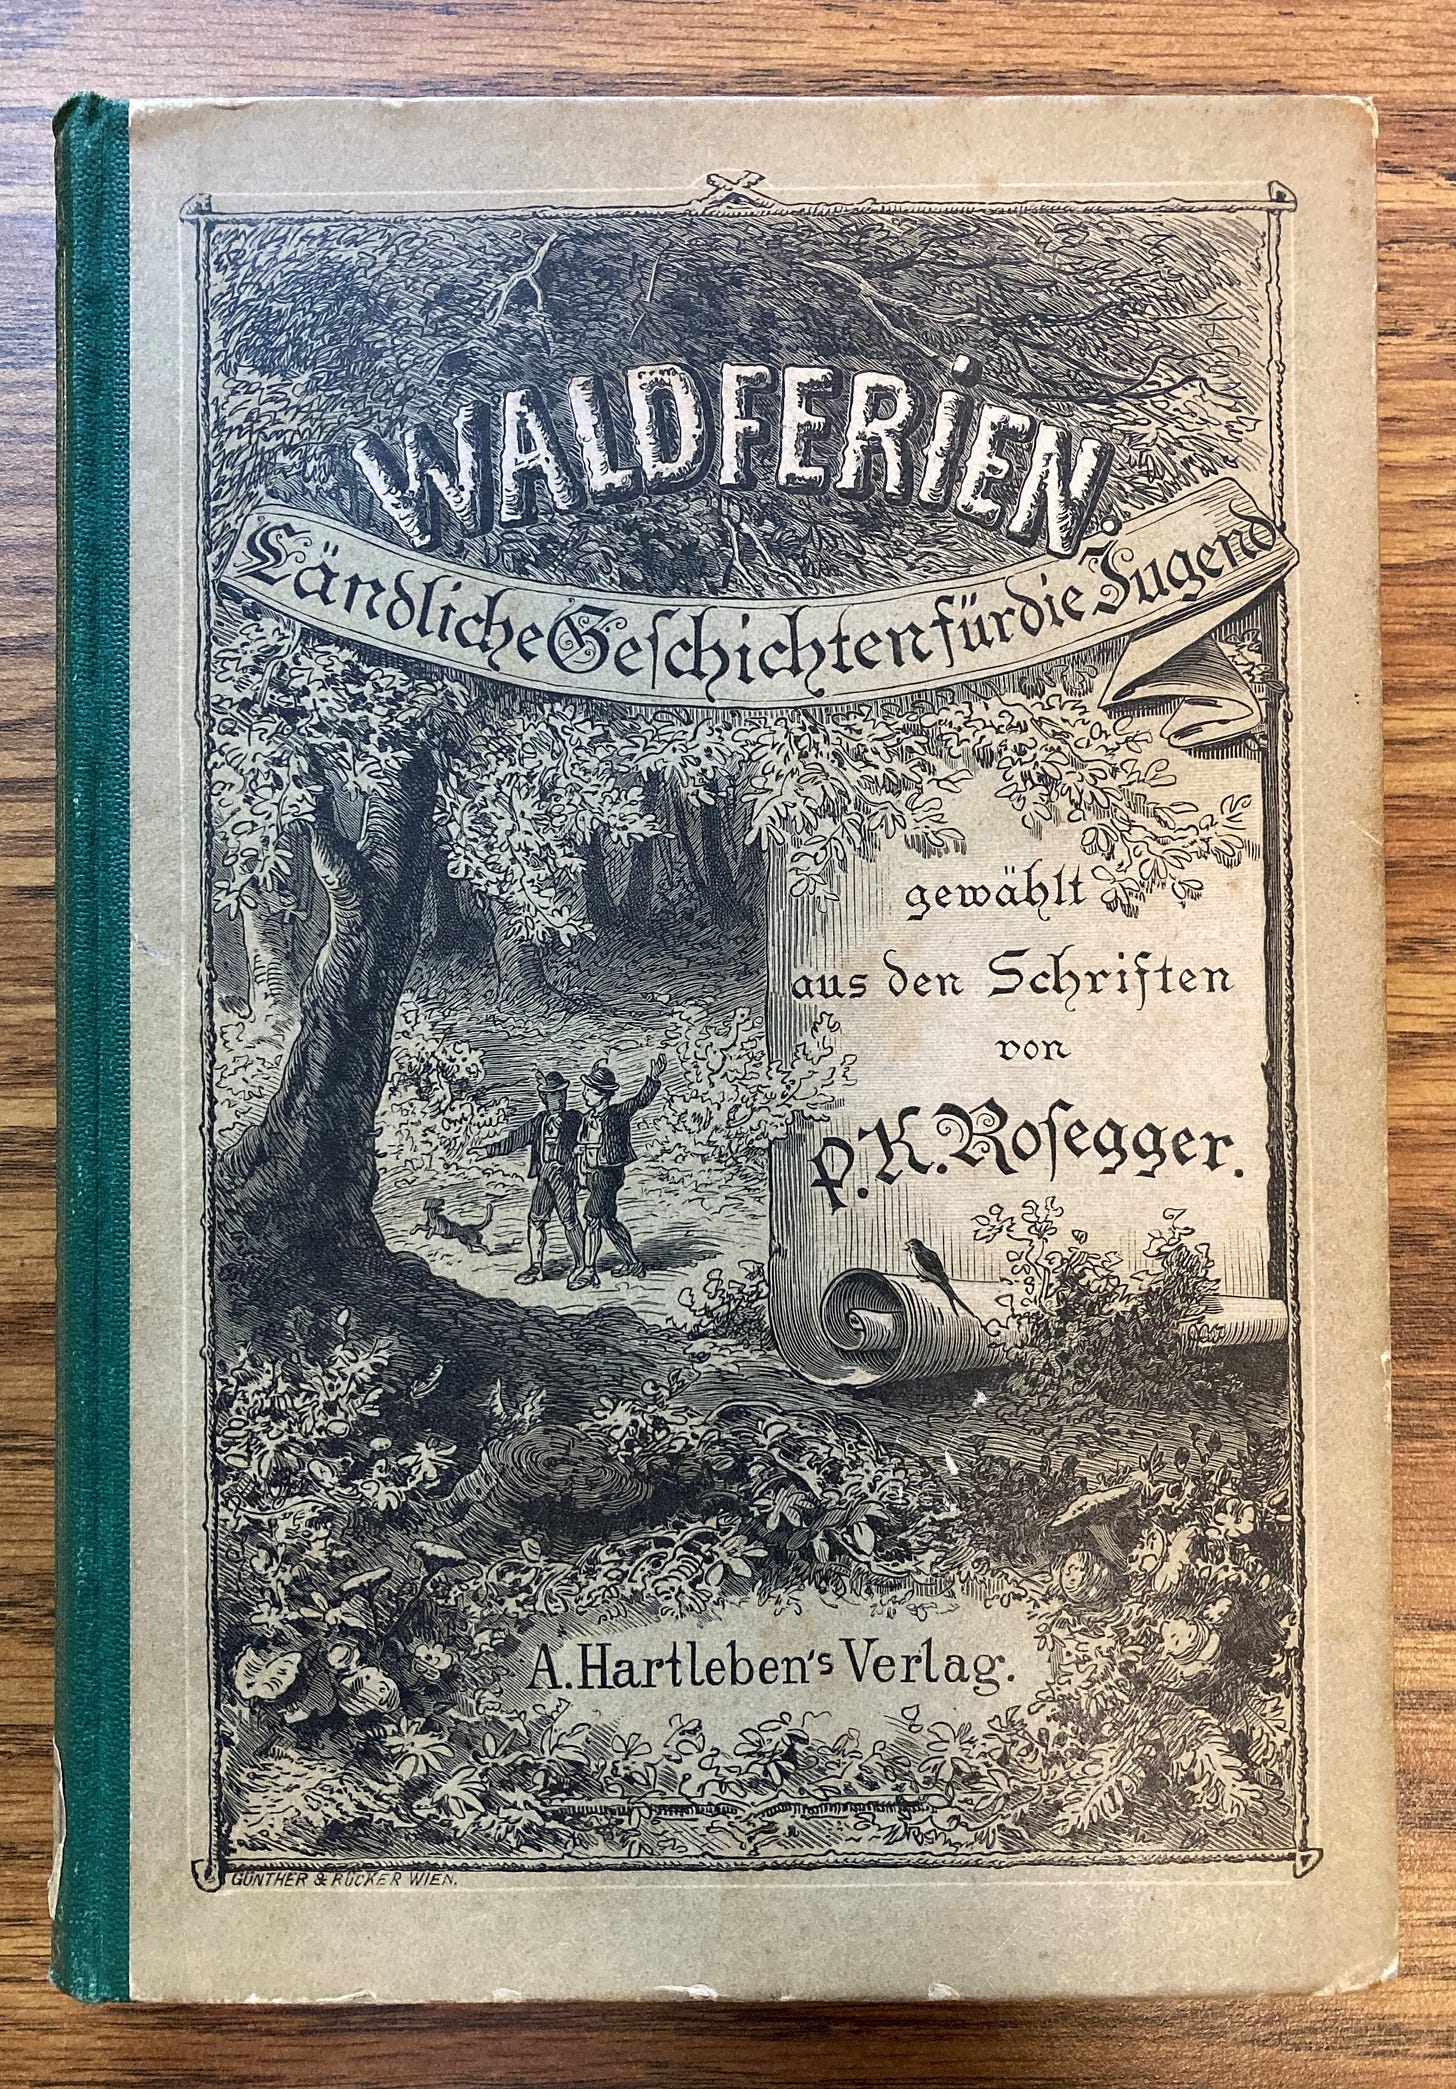 WALDFERiEN.
Ländliche Geſchichten für die Jugend
gewählt
aus den Schriften
von
P. K. Roſegger.
A. Hartleben's Verlag.
GÜNTHER & RÜCKER WIEN.